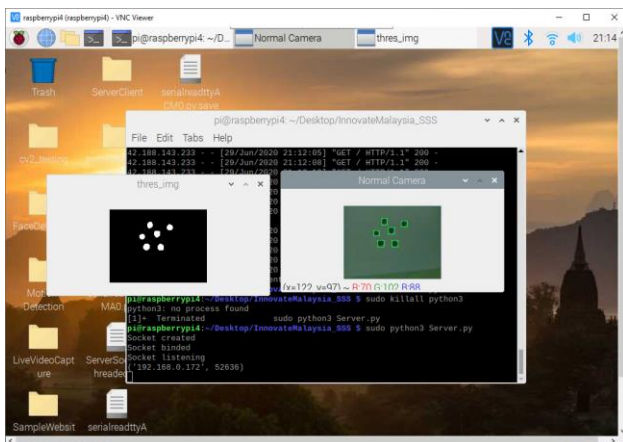 raspberrypi4 (raspberrypi4) - VNC Viewer
pi@raspberrypi4: ~/D...
Normal Camera
thres_img
21:14
Trash
ServerClient
serialreadttyA
CM0.py.save
pi@raspberrypi4: ~/Desktop/InnovateMalaysia_SSS
File Edit Tabs Help
42.188.143.233 - - [29/Jun/2020 21:12:05] "GET / HTTP/1.1" 200 -
42.188.143.233 - - [29/Jun/2020 21:12:08] "GET / HTTP/1.1" 200 -
cv2_testing
thres_img
Normal Camera
(x=122, y=97) ~ R:70 G:102 B:88
pi@raspberrypi4:~/Desktop/InnovateMalaysia_SSS $ sudo killall python3
python3: no process found
[1]+ Terminated sudo python3 Server.py
pi@raspberrypi4:~/Desktop/InnovateMalaysia_SSS $ sudo python3 Server.py
Socket created
Socket binded
Socket listening
('192.168.0.172', 52636)
Detection
LiveVideoCapt
ure
ServerSo
hreaded
SampleWebsit
serialreadttyA